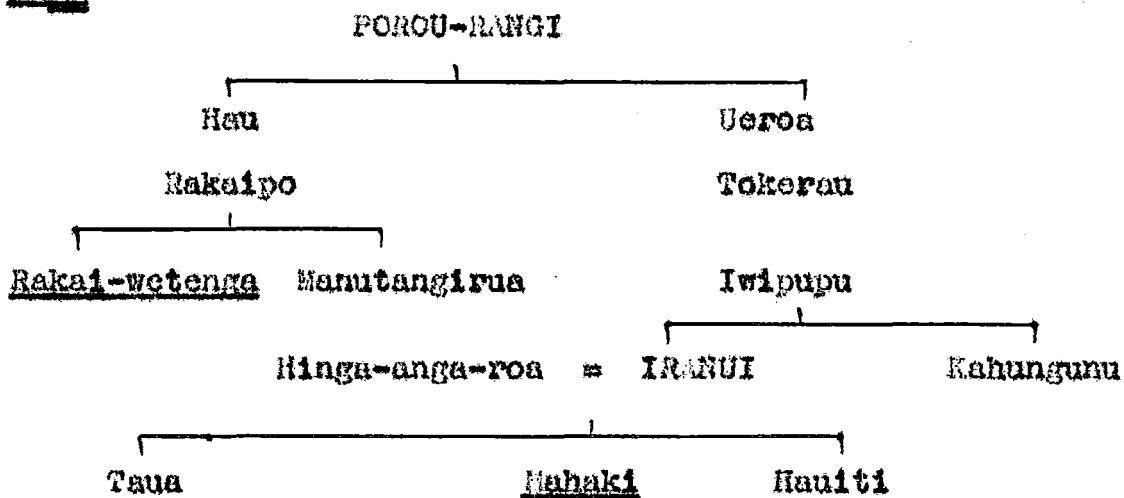 POROU-RANGI
Hau Ueroa
Rakaipo Tokerau
Rakai-wetenga Manutangirua Iwipupu
Hinga-anga-roa = IRANUI Kahungunu
Taua Mahaki Hauiti